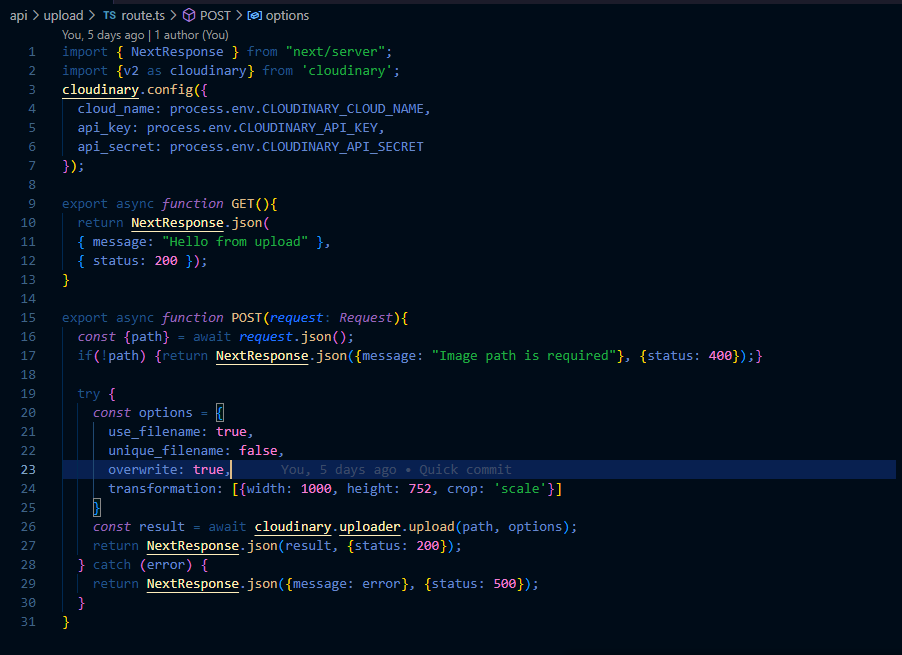 api > upload > TS route.ts > POST > options
You, 5 days ago | 1 author (You)
1 import { NextResponse } from "next/server";
2 import {v2 as cloudinary} from 'cloudinary';
3 cloudinary.config({
4 cloud_name: process.env.CLOUDINARY_CLOUD_NAME,
5 api_key: process.env.CLOUDINARY_API_KEY,
6 api_secret: process.env.CLOUDINARY_API_SECRET
7 });
8
9 export async function GET(){
10 return NextResponse.json(
11 { message: "Hello from upload" },
12 { status: 200 });
13 }
14
15 export async function POST(request: Request){
16 const {path} = await request.json();
17 if(!path) {return NextResponse.json({message: "Image path is required"}, {status: 400});}
18
19 try {
20 const options = {
21 use_filename: true,
22 unique_filename: false,
23 overwrite: true, You, 5 days ago • Quick commit
24 transformation: [{width: 1000, height: 752, crop: 'scale'}]
25 }
26 const result = await cloudinary.uploader.upload(path, options);
27 return NextResponse.json(result, {status: 200});
28 } catch (error) {
29 return NextResponse.json({message: error}, {status: 500});
30 }
31 }